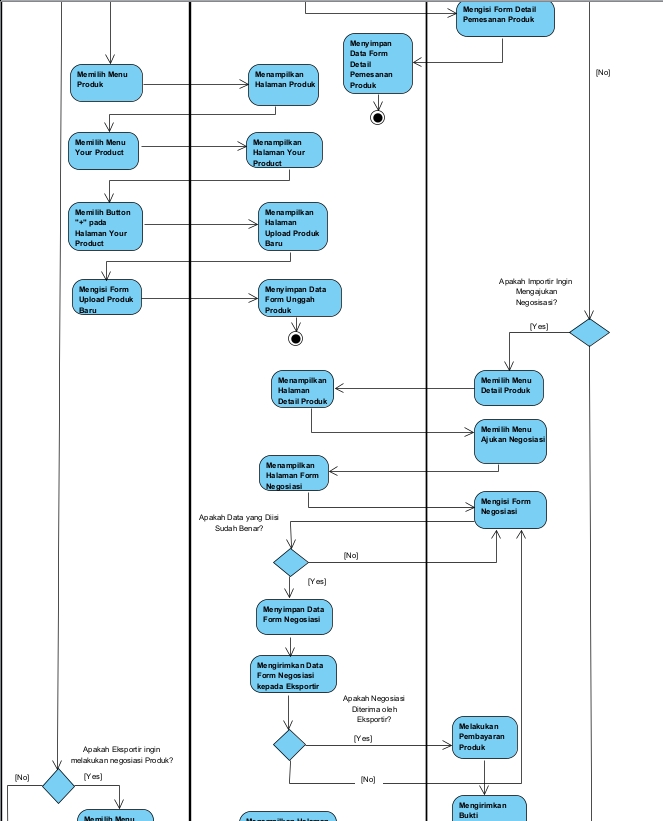 Mengisi Form Detail
Pemesanan Produk
Menyimpan
Data Form
Detail
Pemesanan
Produk
[No]
Memilih Menu
Produk
Menampilkan
Halaman Produk
Memilih Menu
Your Product
Menampilkan
Halaman Your
Product
Memilih Button
"+" pada
Halaman Your
Product
Menampilkan
Halaman
Upload Produk
Baru
Mengisi Form
Upload Produk
Baru
Menyimpan Data
Form Unggah
Produk
Apakah Importir Ingin
Mengajukan
Negosisasi?
[Yes]
Menampilkan
Halaman
Detail Produk
Memilih Menu
Detail Produk
Memilih Menu
Ajukan Negosiasi
Menampilkan
Halaman Form
Negosiasi
Mengisi Form
Negosiasi
Apakah Data yang Diisi
Sudah Benar?
[No]
[Yes]
Menyimpan Data
Form Negosiasi
Mengirimkan Data
Form Negosiasi
kepada Eksportir
Apakah Negosiasi
Diterima oleh
Eksportir?
[Yes]
Melakukan
Pembayaran
Produk
[No]
Apakah Eksportir ingin
melakukan negosiasi Produk?
[No]
[Yes]
Memilih Menu
Menampilkan Halaman
Mengirimkan
Bukti